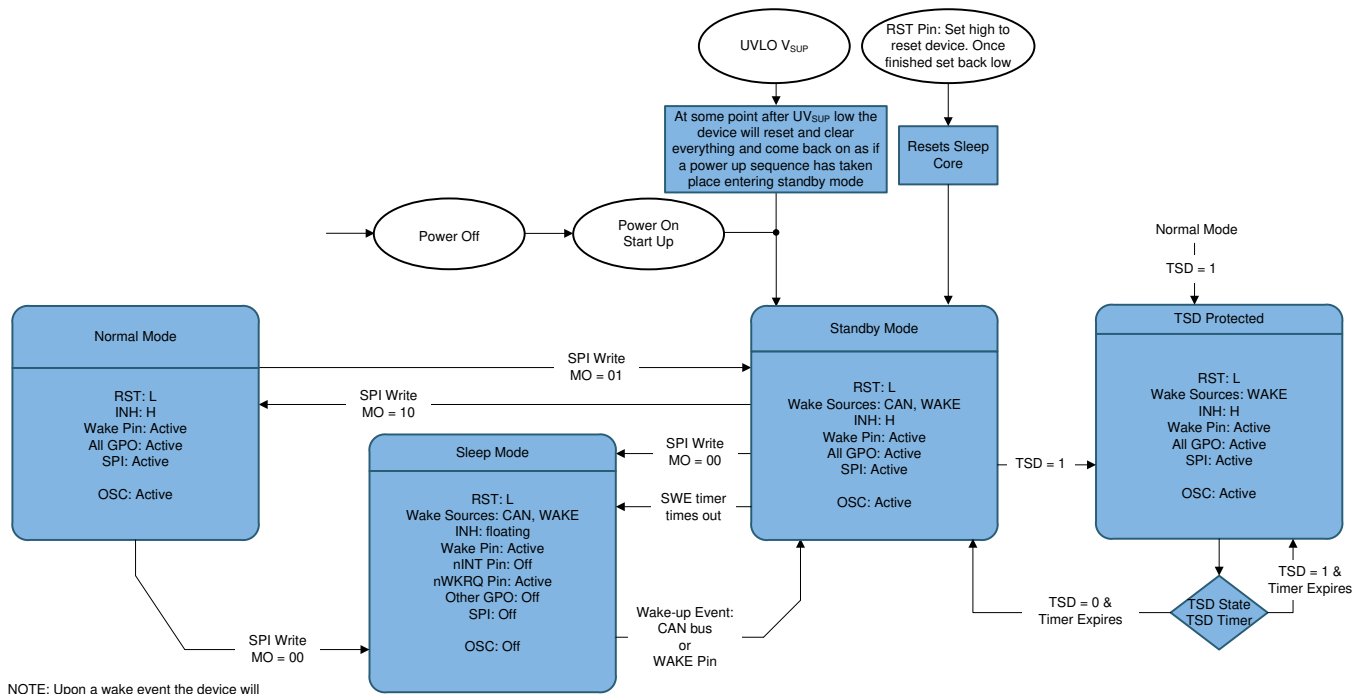 UVLO VSUP
RST Pin: Set high to
reset device. Once
finished set back low
At some point after UVSUP low the
device will reset and clear
everything and come back on as if
a power up sequence has taken
place entering standby mode
Resets Sleep
Core
Power Off
Power On
Start Up
Normal Mode
TSD = 1
Normal Mode
RST: L
INH: H
Wake Pin: Active
All GPO: Active
SPI: Active
OSC: Active
SPI Write
MO = 01
SPI Write
MO = 10
Standby Mode
RST: L
Wake Sources: CAN, WAKE
INH: H
Wake Pin: Active
All GPO: Active
SPI: Active
OSC: Active
TSD = 1
TSD Protected
RST: L
Wake Sources: WAKE
INH: H
Wake Pin: Active
All GPO: Active
SPI: Active
OSC: Active
Sleep Mode
RST: L
Wake Sources: CAN, WAKE
INH: floating
Wake Pin: Active
nINT Pin: Off
nWKRQ Pin: Active
Other GPO: Off
SPI: Off
OSC: Off
SPI Write
MO = 00
SWE timer
times out
Wake-up Event:
CAN bus
or
WAKE Pin
TSD = 0 &
Timer Expires
TSD State
TSD Timer
TSD = 1 &
Timer Expires
SPI Write
MO = 00
NOTE: Upon a wake event the device will